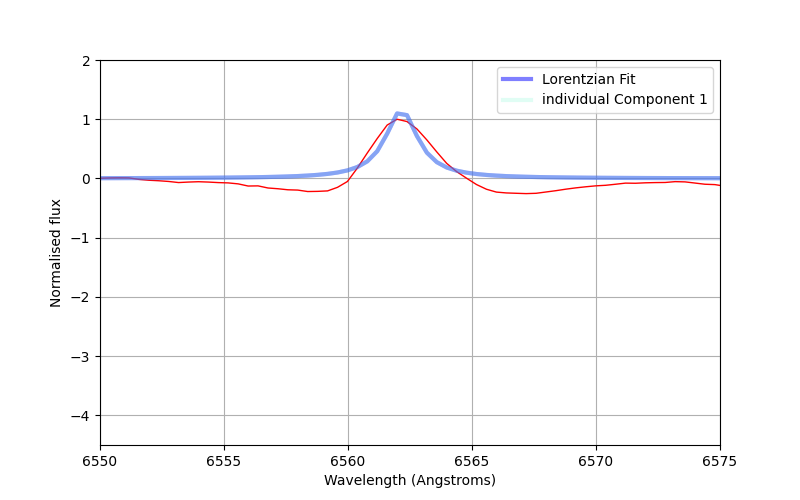 2
1
0
−1
−2
−3
−4
6550 6555 6560 6565 6570 6575
Normalised flux
Wavelength (Angstroms)
Lorentzian Fit
individual Component 1